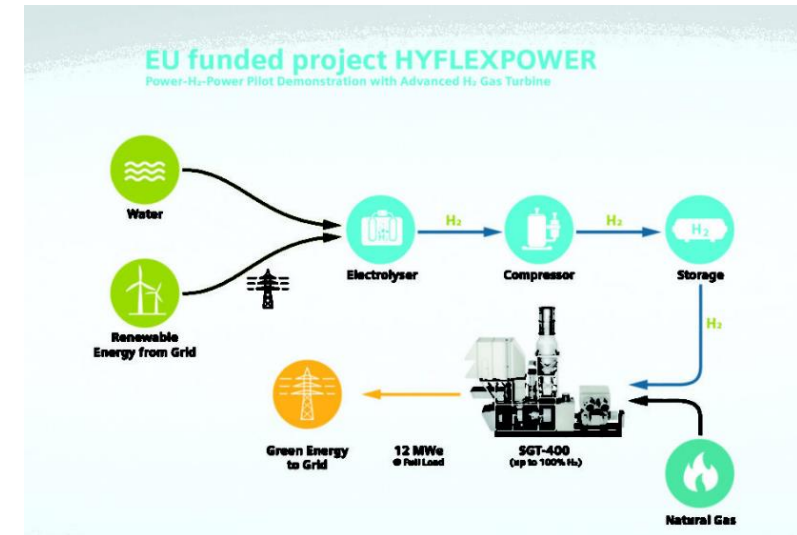 EU funded project HYFLEXPOWER
Power-H₂-Power Pilot Demonstration with Advanced H₂ Gas Turbine
Water
H₂
H₂
H₂
Electrolyser
Compressor
Storage
Renewable
Energy from Grid
H₂
Green Energy
to Grid
12 MWe
@ Full Load
SGT-400
(up to 100% H₂)
Natural Gas